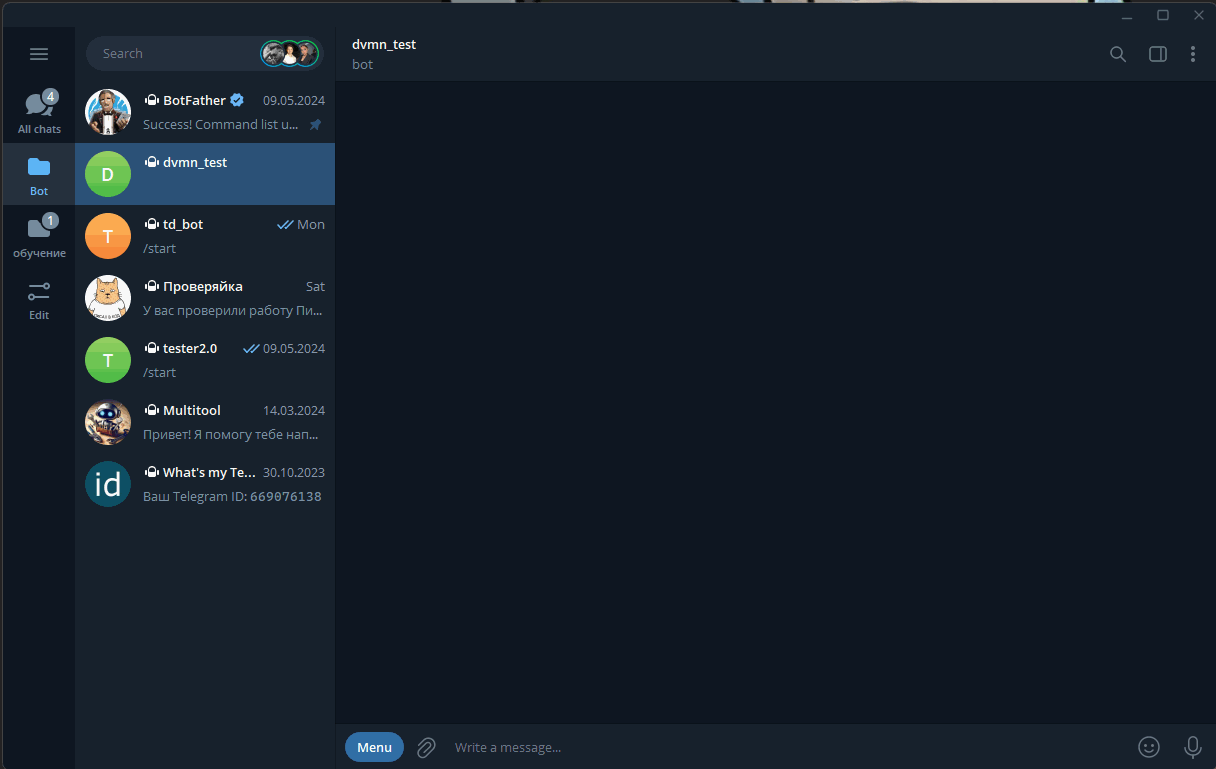 Search
4
All chats
Bot
1
обучение
Edit
BotFather 09.05.2024
Success! Command list u...
D
dvmn_test
T
td_bot Mon
/start
Проверяйка Sat
У вас проверили работу Пи...
T
tester2.0 09.05.2024
/start
Multitool 14.03.2024
Привет! Я помогу тебе нап...
id
What's my Te... 30.10.2023
Ваш Telegram ID: 669076138
dvmn_test
bot
Menu
Write a message...